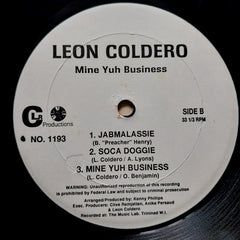 LEON COLDERO
Mine Yuh Business
CLR
Productions
SIDE B
33 1/3 RPM
NO. 1193
1. JABMALASSIE
(B. "Preacher" Henry)
2. SOCA DOGGIE
(L. Coldero / A. Lyons)
3. MINE YUH BUSINESS
(L. Coldero / D. Benjamin)
WARNING: Unauthorized reproduction of this recording
is prohibited by Federal Law and subject to criminal prosecution
Arranged/Produced by: Kenny Phillips
Exec. Producers: Clive Rampitan, Anika Persaud
& Leon Coldero
Recorded at: The Music Lab. Trinidad W.I.